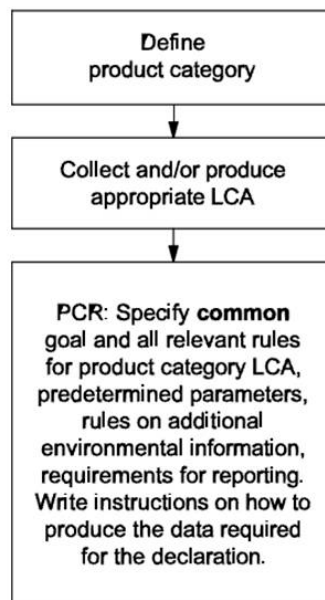 Define
product category
Collect and/or produce
appropriate LCA
PCR: Specify common
goal and all relevant rules
for product category LCA,
predetermined parameters,
rules on additional
environmental information,
requirements for reporting.
Write instructions on how to
produce the data required
for the declaration.